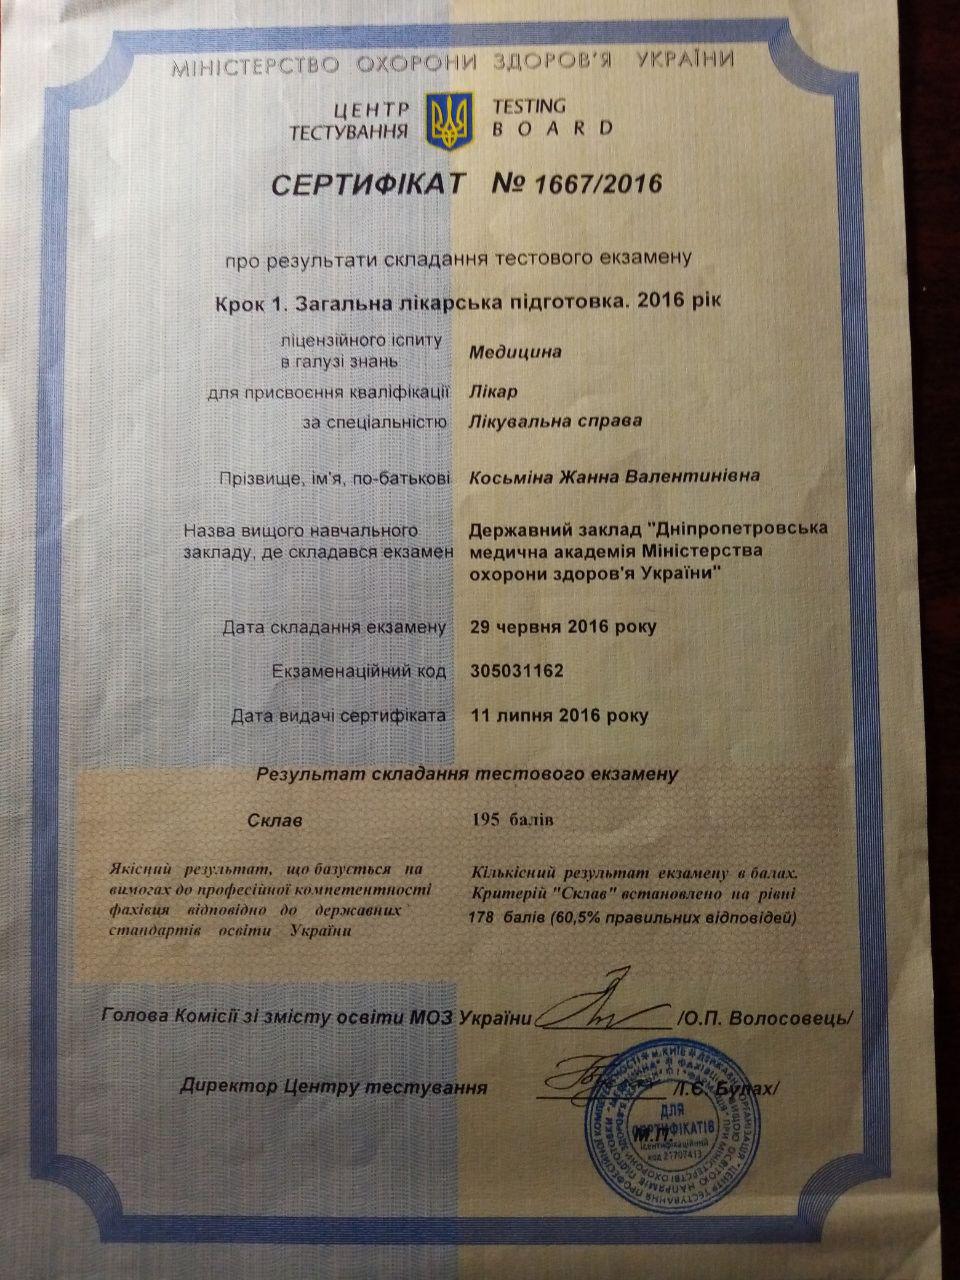 МІНІСТЕРСТВО ОХОРОНИ ЗДОРОВ'Я УКРАЇНИ
ЦЕНТР ТЕСТУВАННЯ
TESTING BOARD
СЕРТИФІКАТ № 1667/2016
про результати складання тестового екзамену
Крок 1. Загальна лікарська підготовка. 2016 рік
ліцензійного іспиту
в галузі знань Медицина
для присвоєння кваліфікації Лікар
за спеціальністю Лікувальна справа
Прізвище, ім'я, по-батькові Косьміна Жанна Валентинівна
Назва вищого навчального
закладу, де складався екзамен
Державний заклад "Дніпропетровська
медична академія Міністерства
охорони здоров'я України"
Дата складання екзамену 29 червня 2016 року
Екзаменаційний код 305031162
Дата видачі сертифіката 11 липня 2016 року
Результат складання тестового екзамену
Склав 195 балів
Якісний результат, що базується на
вимогах до професійної компетентності
фахівця відповідно до державних
стандартів освіти України
Кількісний результат екзамену в балах.
Критерій "Склав" встановлено на рівні
178 балів (60,5% правильних відповідей)
Голова Комісії зі змісту освіти МОЗ України /О.П. Волосовець/
Директор Центру тестування /І.Є. Булах/
М.П.
ДЛЯ
СЕРТИФІКАТІВ
ідентифікаційний
код 21707413